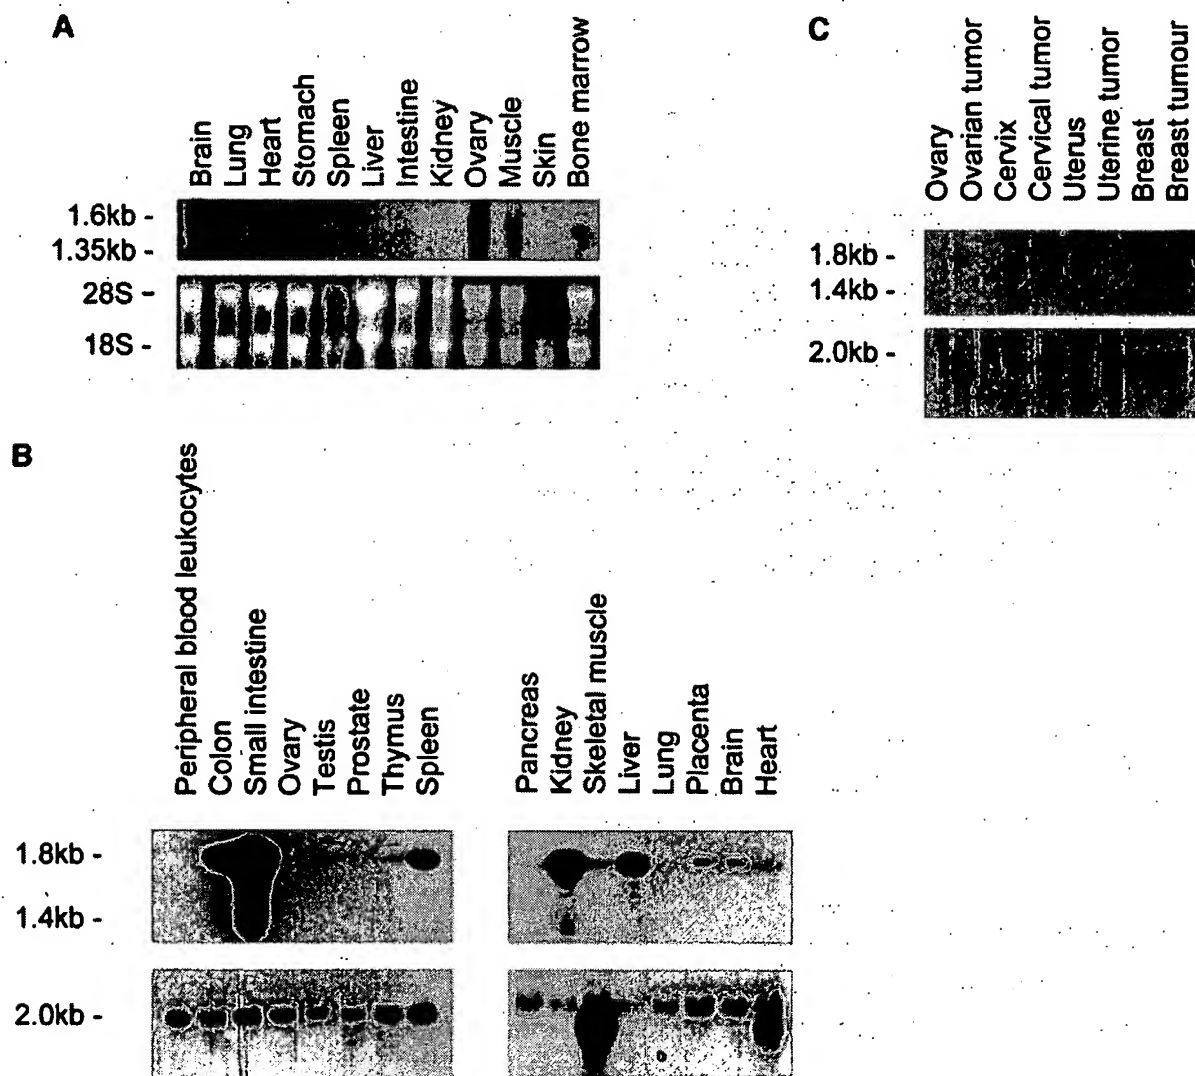 A
Brain
Lung
Heart
Stomach
Spleen
Liver
Intestine
Kidney
Ovary
Muscle
Skin
Bone marrow
1.6kb -
1.35kb -
28S -
18S -
C
Ovary
Ovarian tumor
Cervix
Cervical tumor
Uterus
Uterine tumor
Breast
Breast tumour
1.8kb -
1.4kb -
2.0kb -
B
Peripheral blood leukocytes
Colon
Small intestine
Ovary
Testis
Prostate
Thymus
Spleen
Pancreas
Kidney
Skeletal muscle
Liver
Lung
Placenta
Brain
Heart
1.8kb -
1.4kb -
2.0kb -